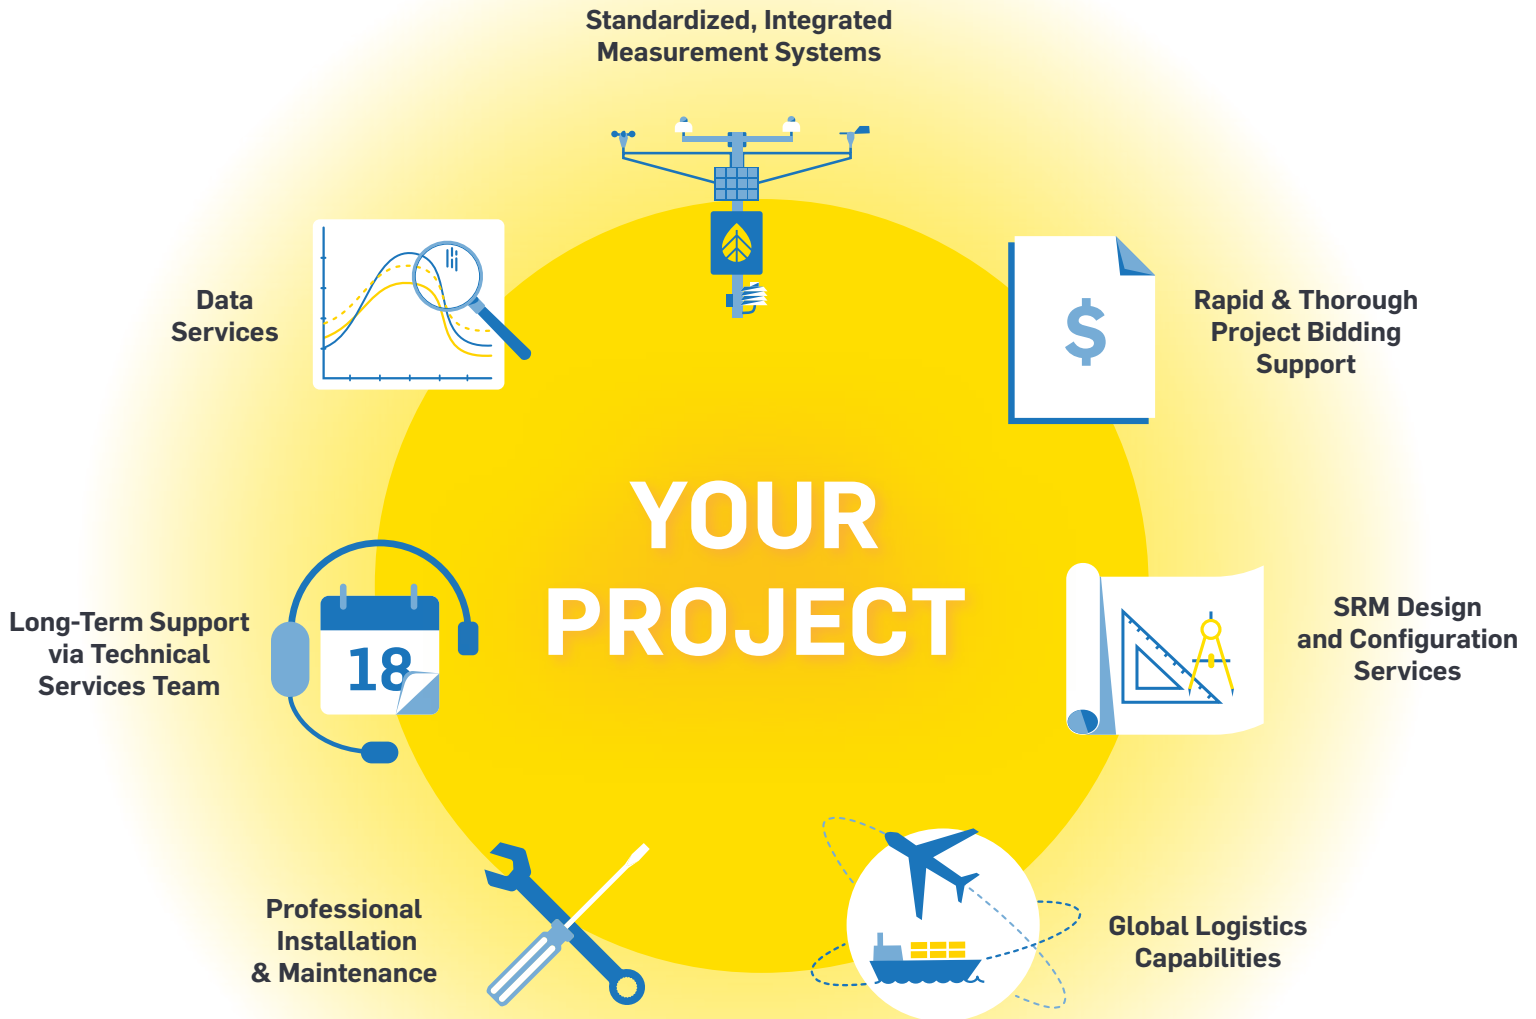 Standardized, Integrated
Measurement Systems
Data
Services
Rapid & Thorough
Project Bidding
Support
$
YOUR
PROJECT
Long-Term Support
via Technical
Services Team
18
SRM Design
and Configuration
Services
Professional
Installation
& Maintenance
Global Logistics
Capabilities